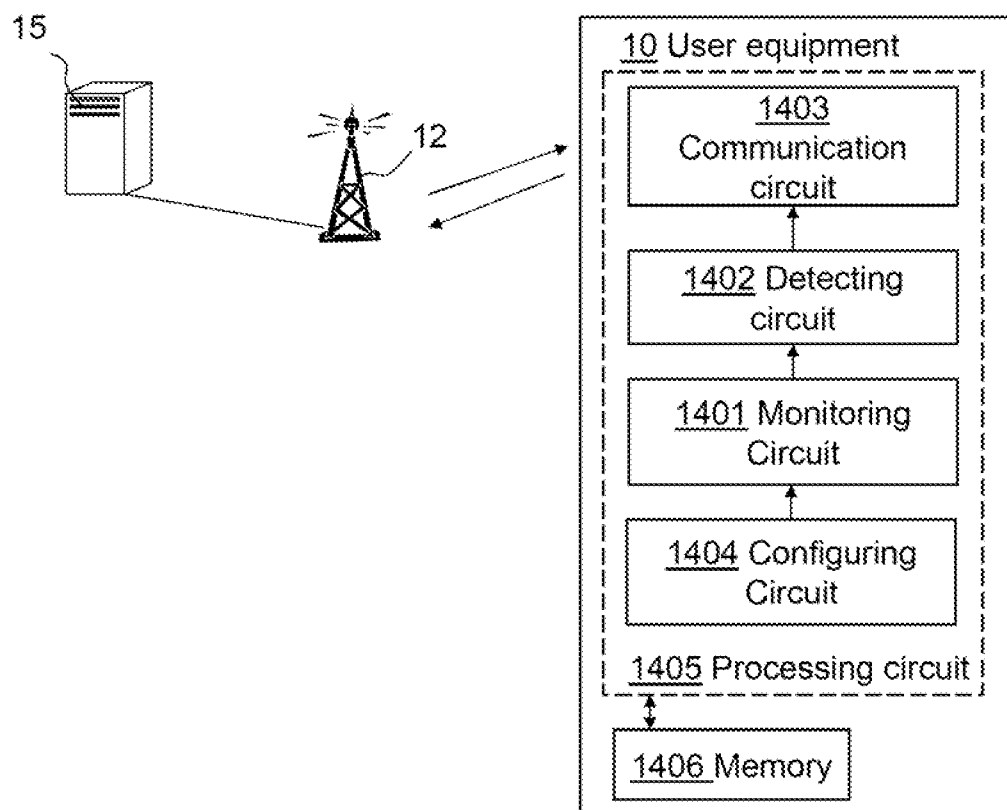 15
12
10 User equipment
1403
Communication
circuit
1402 Detecting
circuit
1401 Monitoring
Circuit
1404 Configuring
Circuit
1405 Processing circuit
1406 Memory